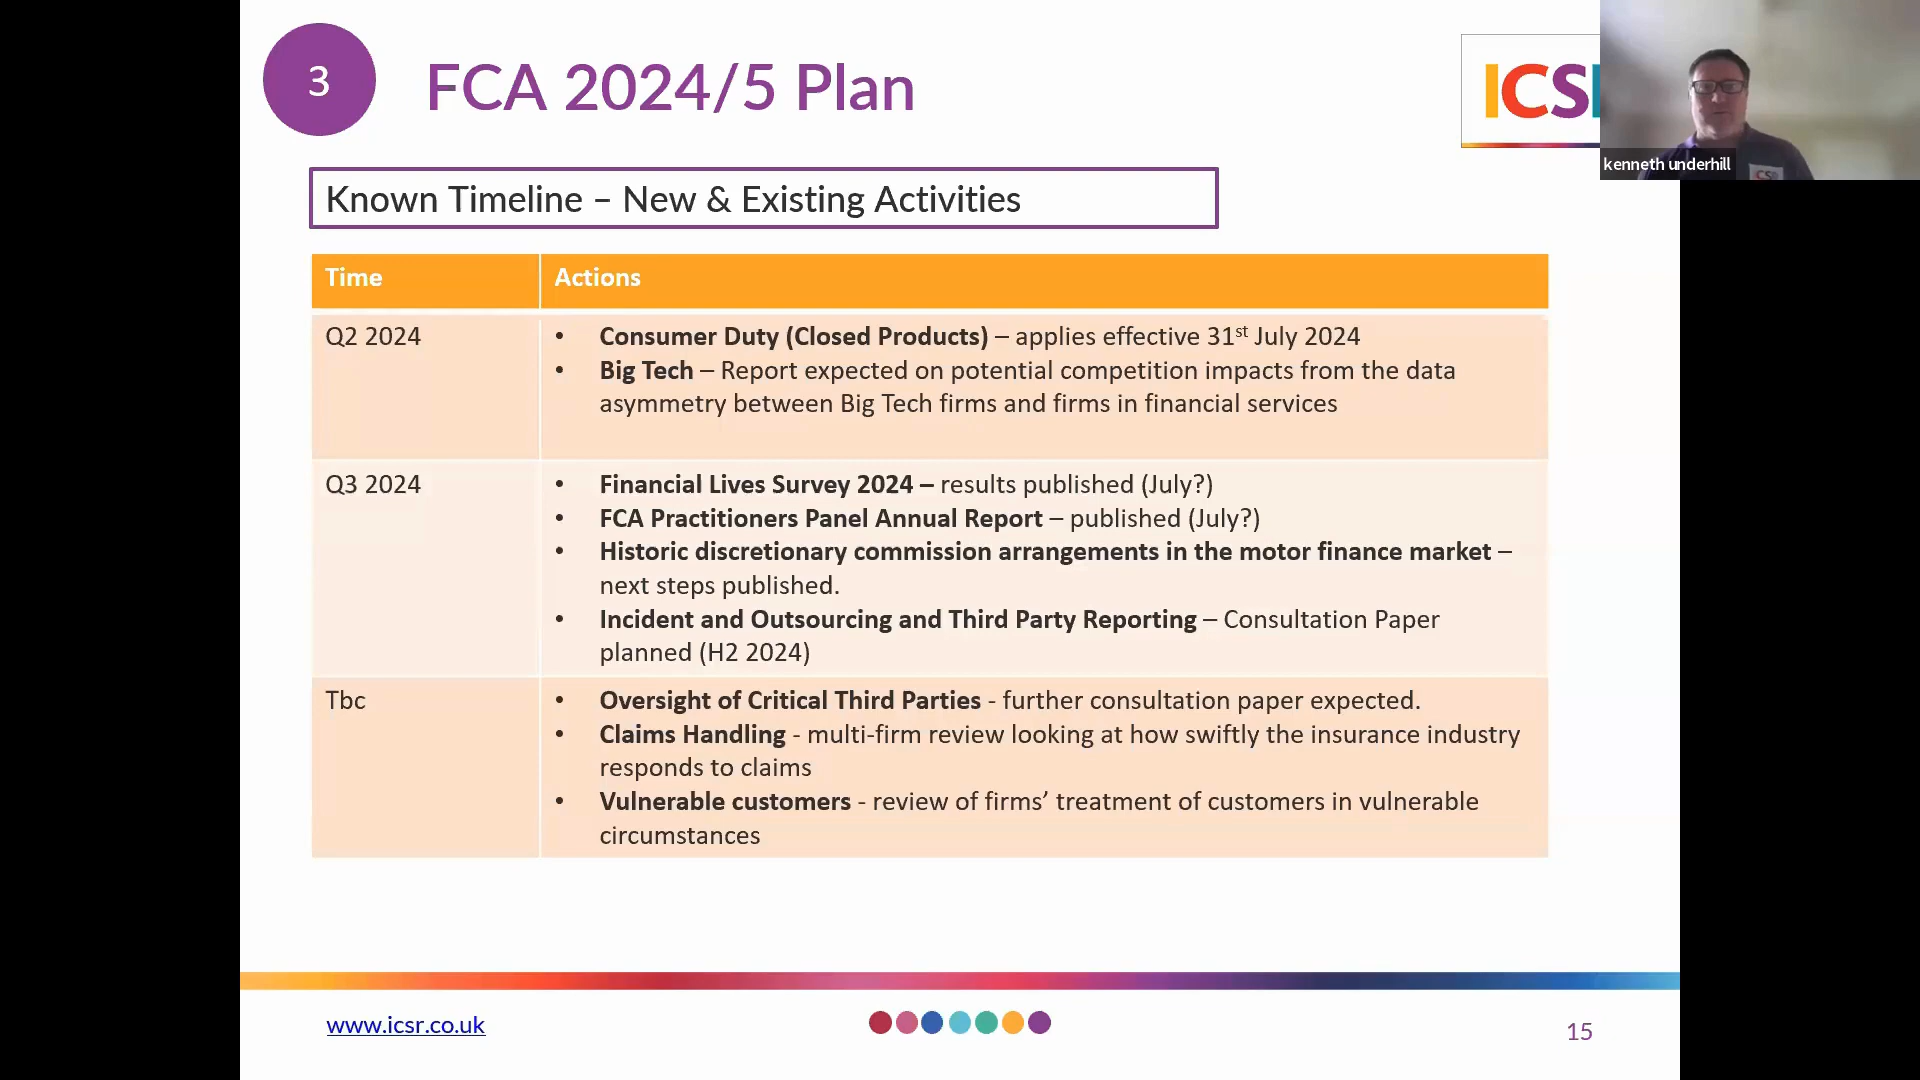 3
FCA 2024/5 Plan
ICS
kenneth underhill
Known Timeline – New & Existing Activities
Time
Actions
Q2 2024
• Consumer Duty (Closed Products) – applies effective 31st July 2024
• Big Tech – Report expected on potential competition impacts from the data
asymmetry between Big Tech firms and firms in financial services
Q3 2024
• Financial Lives Survey 2024 – results published (July?)
• FCA Practitioners Panel Annual Report – published (July?)
• Historic discretionary commission arrangements in the motor finance market –
next steps published.
• Incident and Outsourcing and Third Party Reporting – Consultation Paper
planned (H2 2024)
Tbc
• Oversight of Critical Third Parties - further consultation paper expected.
• Claims Handling - multi-firm review looking at how swiftly the insurance industry
responds to claims
• Vulnerable customers - review of firms’ treatment of customers in vulnerable
circumstances
www.icsr.co.uk
15